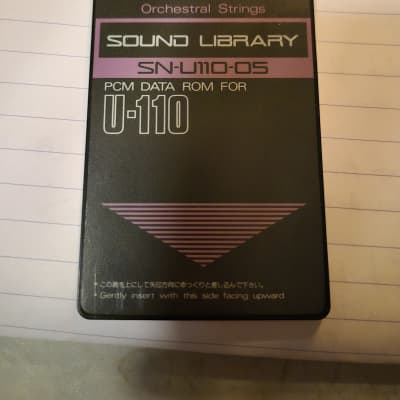 Orchestral Strings
SOUND LIBRARY
SN-U110-05
PCM DATA ROM FOR
U-110
• この面を上にして矢印方向にゆっくりと差し込んで下さい。
• Gently insert with this side facing upward.